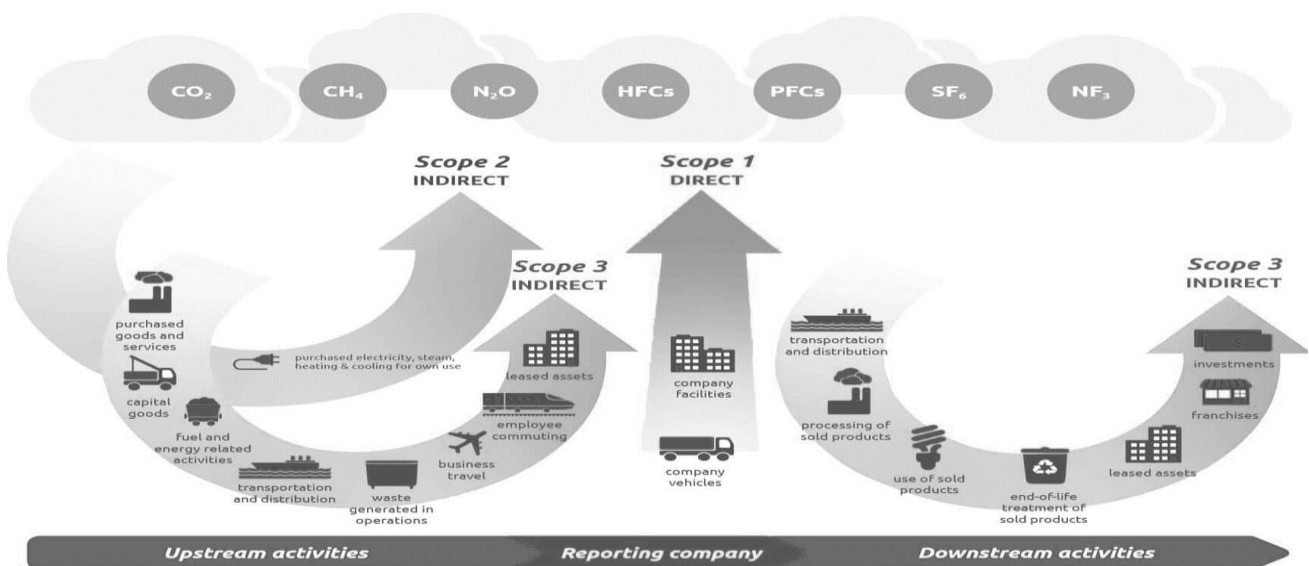 CO₂
CH₄
N₂O
HFCs
PFCs
SF₆
NF₃
Scope 2
INDIRECT
Scope 1
DIRECT
Scope 3
INDIRECT
Scope 3
INDIRECT
purchased
goods and
services
capital
goods
fuel and
energy related
activities
transportation
and distribution
waste
generated in
operations
business
travel
employee
commuting
leased assets
purchased electricity, steam,
heating & cooling for own use
company
facilities
company
vehicles
transportation
and distribution
processing of
sold products
use of sold
products
end-of-life
treatment of
sold products
leased assets
franchises
investments
Upstream activities
Reporting company
Downstream activities